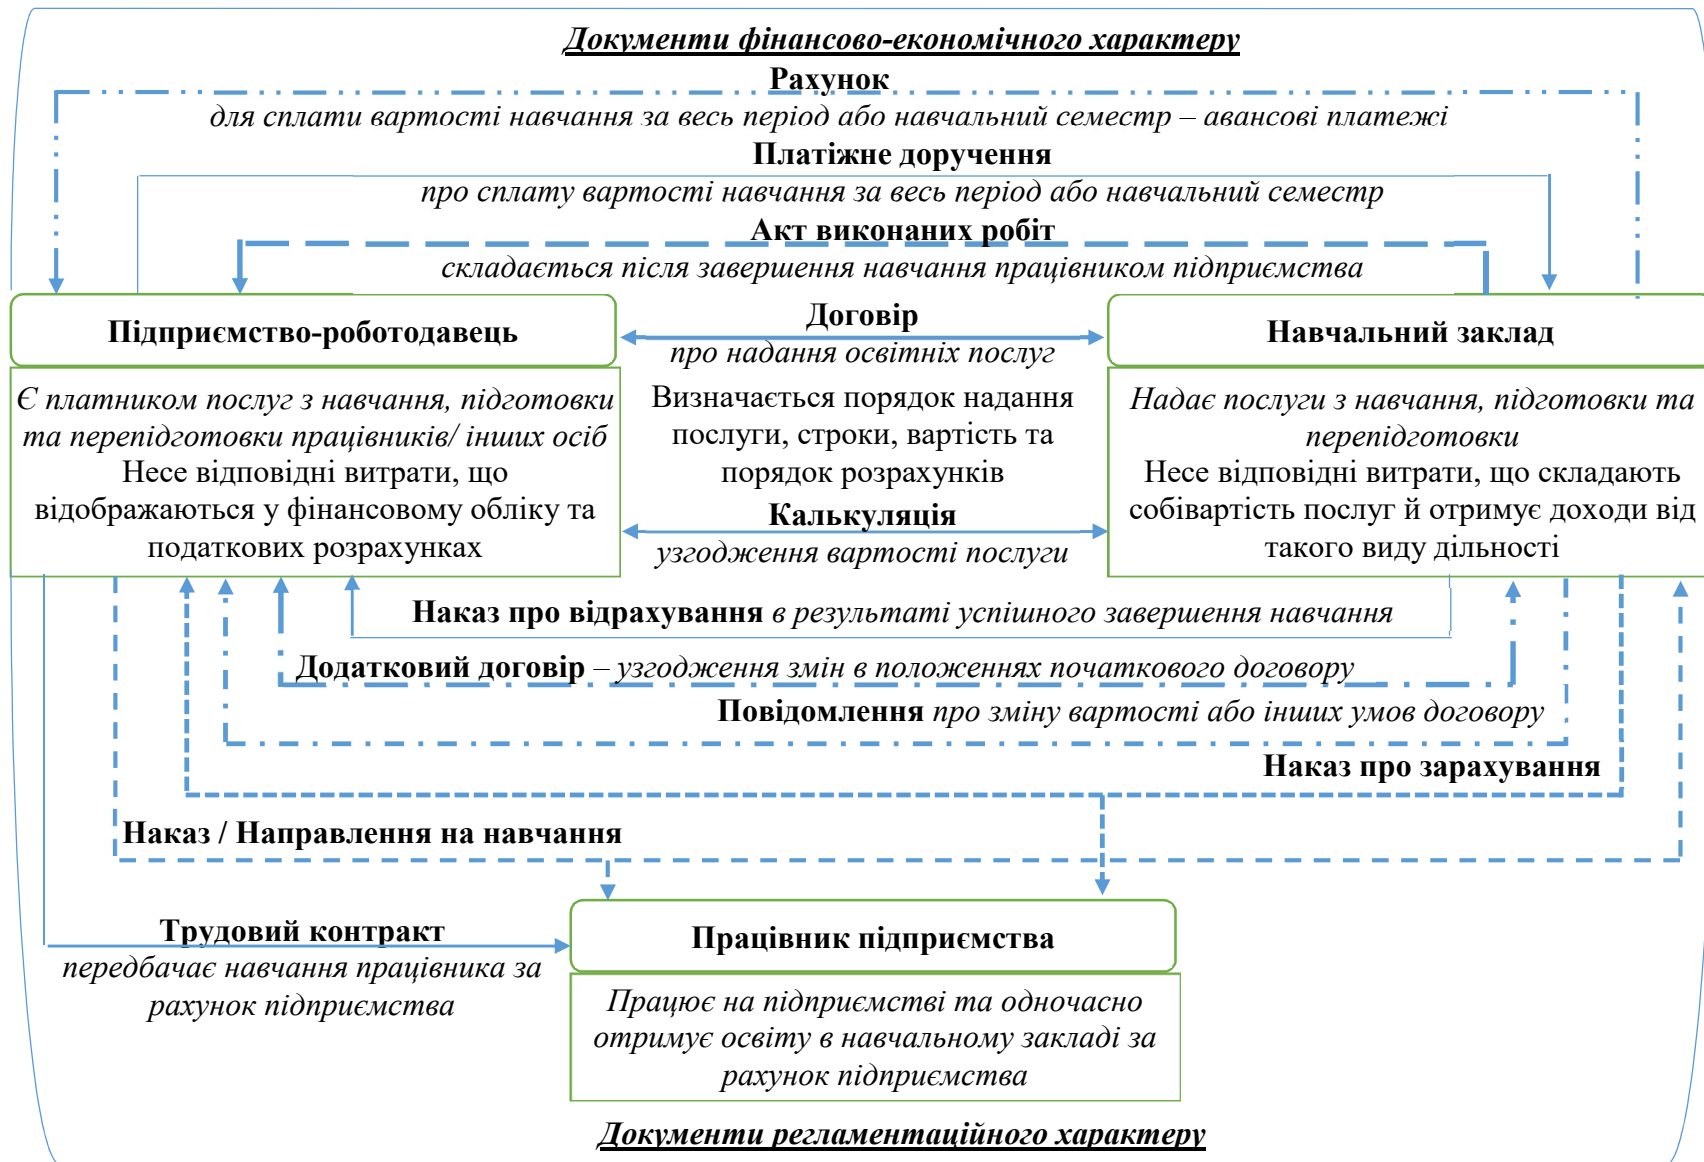 Документи фінансово-економічного характеру
Рахунок
для сплати вартості навчання за весь період або навчальний семестр – авансові платежі
Платіжне доручення
про сплату вартості навчання за весь період або навчальний семестр
Акт виконаних робіт
складається після завершення навчання працівником підприємства
Підприємство-роботодавець
Є платником послуг з навчання, підготовки
та перепідготовки працівників/ інших осіб
Несе відповідні витрати, що
відображаються у фінансовому обліку та
податкових розрахунках
Договір
про надання освітніх послуг
Визначається порядок надання
послуги, строки, вартість та
порядок розрахунків
Калькуляція
узгодження вартості послуги
Навчальний заклад
Надає послуги з навчання, підготовки та
перепідготовки
Несе відповідні витрати, що складають
собівартість послуг й отримує доходи від
такого виду дільності
Наказ про відрахування в результаті успішного завершення навчання
Додатковий договір – узгодження змін в положеннях початкового договору
Повідомлення про зміну вартості або інших умов договору
Наказ про зарахування
Наказ / Направлення на навчання
Трудовий контракт
передбачає навчання працівника за
рахунок підприємства
Працівник підприємства
Працює на підприємстві та одночасно
отримує освіту в навчальному закладі за
рахунок підприємства
Документи регламентаційного характеру